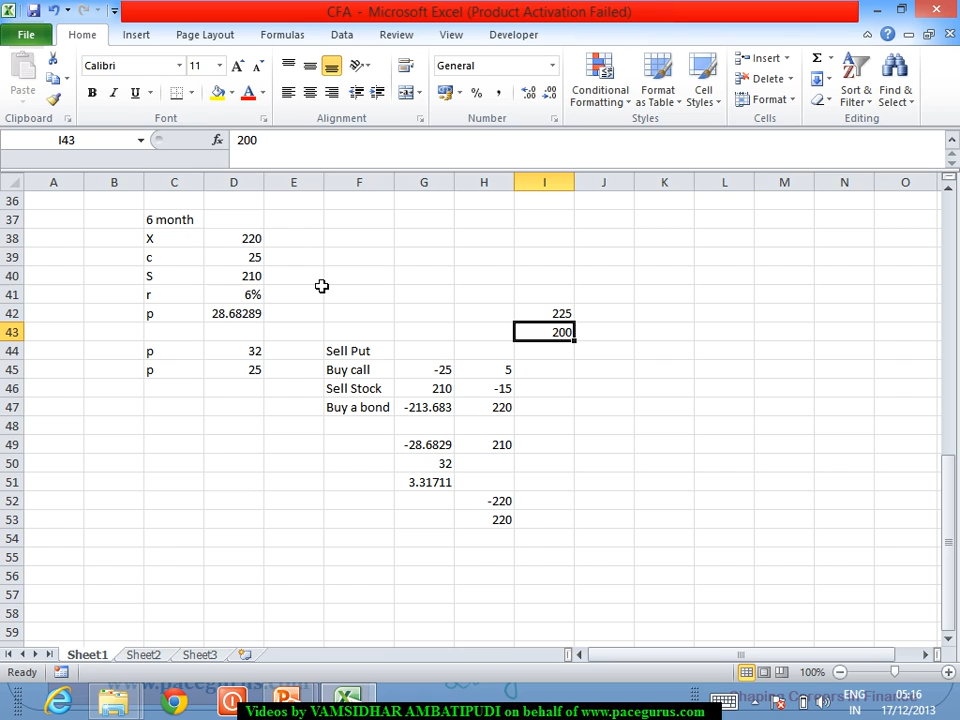 CFA - Microsoft Excel (Product Activation Failed)
File Home Insert Page Layout Formulas Data Review View Developer
Paste
Calibri 11
General
B I U
Conditional Formatting
Format as Table
Cell Styles
Insert
Delete
Format
Sort & Filter
Find & Select
Clipboard Font Alignment Number Styles Cells Editing
I43 fx 200
A B C D E F G H I J K L M N O
36
37 6 month
38 X 220
39 c 25
40 S 210
41 r 6%
42 p 28.68289 225
43 200
44 p 32 Sell Put
45 p 25 Buy call -25 5
46 Sell Stock 210 -15
47 Buy a bond -213.683 220
48
49 -28.6829 210
50 32
51 3.31711
52 -220
53 220
54
55
56
57
58
59
Sheet1 Sheet2 Sheet3
Ready 100%
www.pacegurus.com
Shaping Careers in Finance
ENG
IN
05:16
17/12/2013
Videos by VAMSIDHAR AMBATIPUDI on behalf of www.pacegurus.com